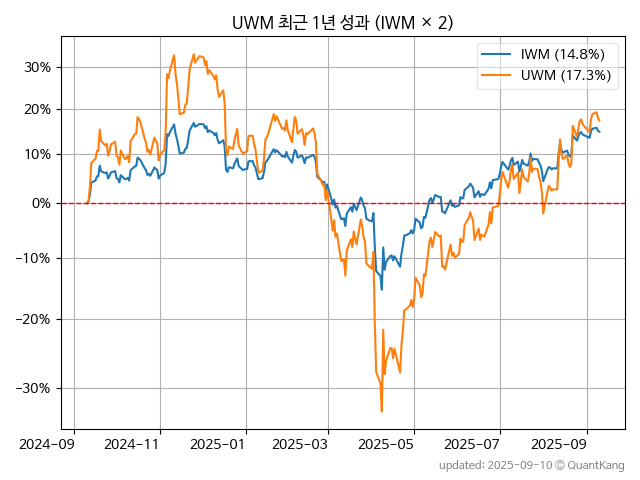 UWM 최근 1년 성과 (IWM × 2)
IWM (14.8%)
UWM (17.3%)
30%
20%
10%
0%
−10%
−20%
−30%
2024-09 2024-11 2025-01 2025-03 2025-05 2025-07 2025-09
updated: 2025-09-10 © QuantKang